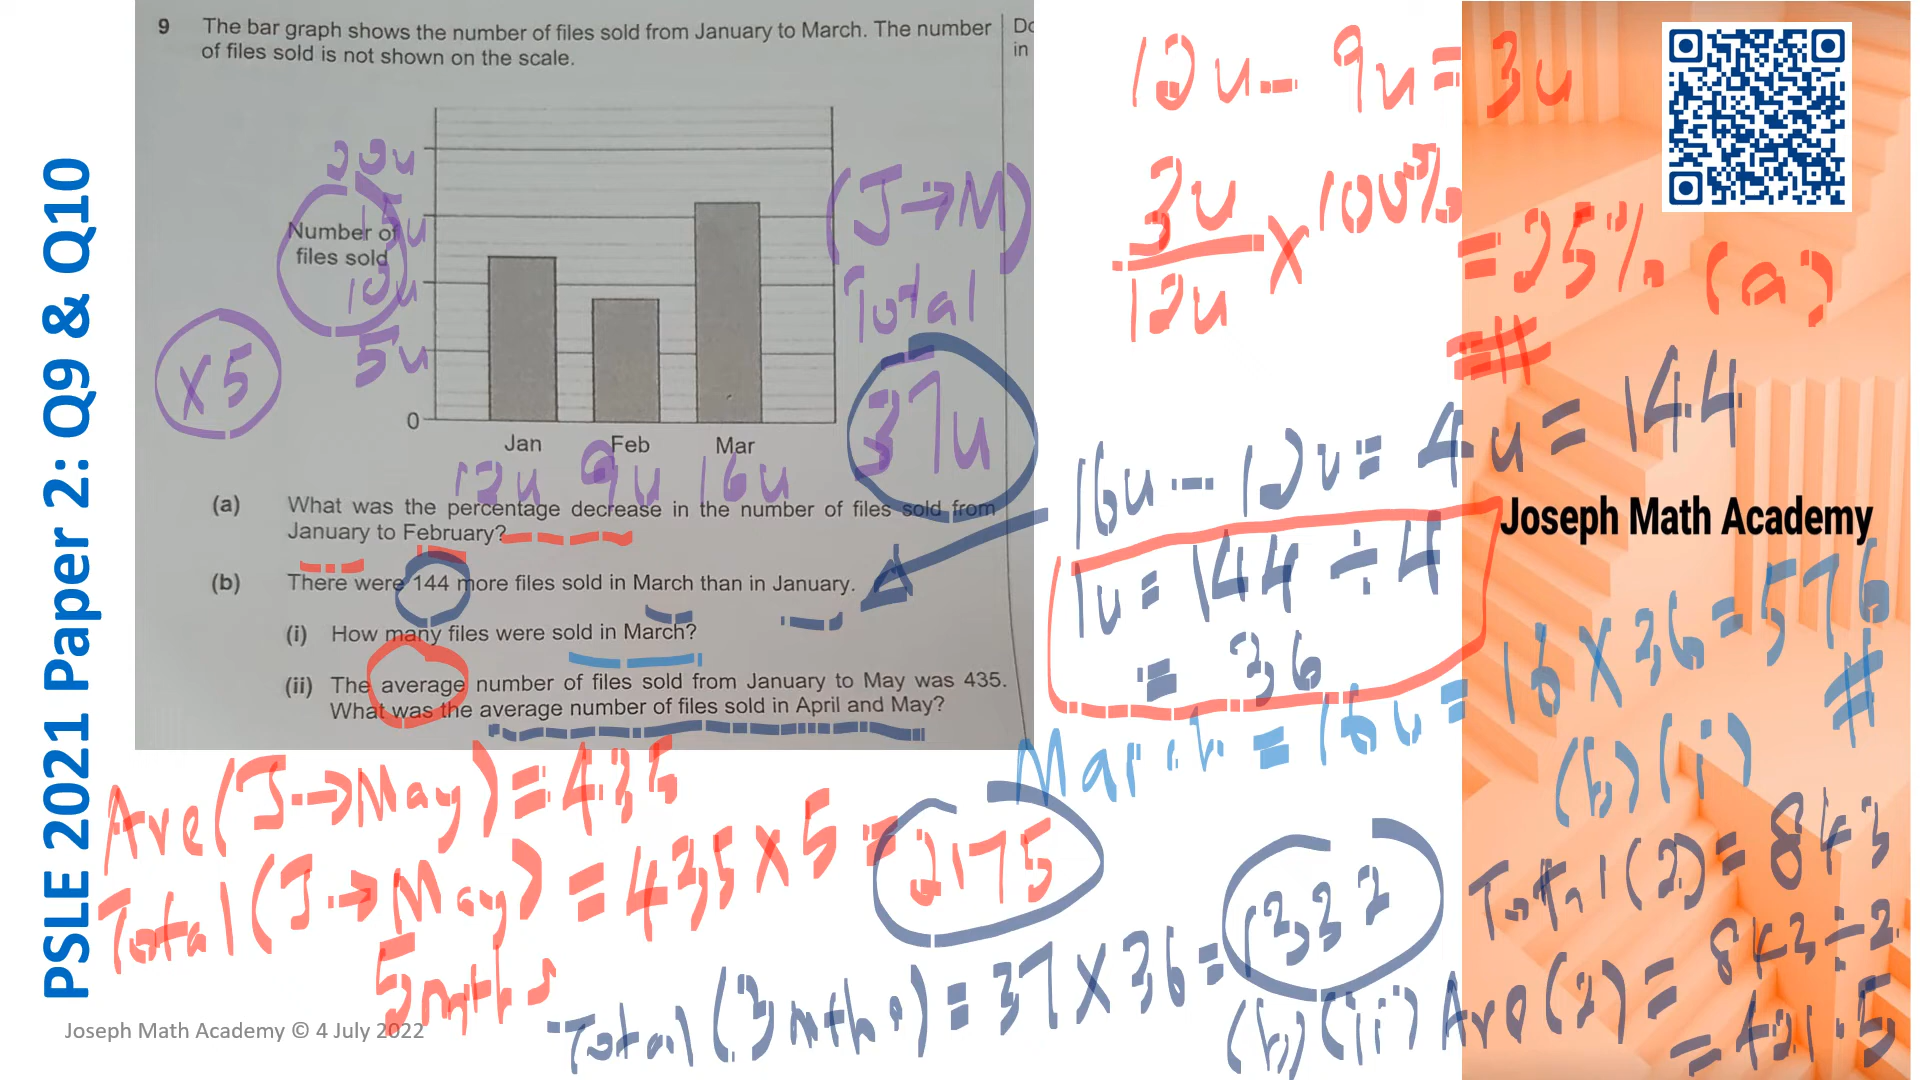 PSLE 2021 Paper 2: Q9 & Q10
9 The bar graph shows the number of files sold from January to March. The number
of files sold is not shown on the scale.
Do
in
20u
15u
Number of
files sold
10u
5u
0
x5
Jan Feb Mar
12u 9u 16u
(J→M)
Total
37u
(a) What was the percentage decrease in the number of files sold from
January to February?
(b) There were 144 more files sold in March than in January.
(i) How many files were sold in March?
(ii) The average number of files sold from January to May was 435.
What was the average number of files sold in April and May?
12u - 9u = 3u
3u
12u
x 100% = 25% (a)
16u - 12u = 4u = 144
1u = 144 ÷ 4
= 36
Joseph Math Academy
March = 16u = 16 x 36 = 576
(b)(i)
Ave (J→May) = 435
Total (J→May) = 435 x 5 = 2175
5 mths
Total (3 mths) = 37 x 36 = 1332
Total (2) = 843
(b)(ii) Ave (2) = 843 ÷ 2
= 421.5
Joseph Math Academy © 4 July 2022